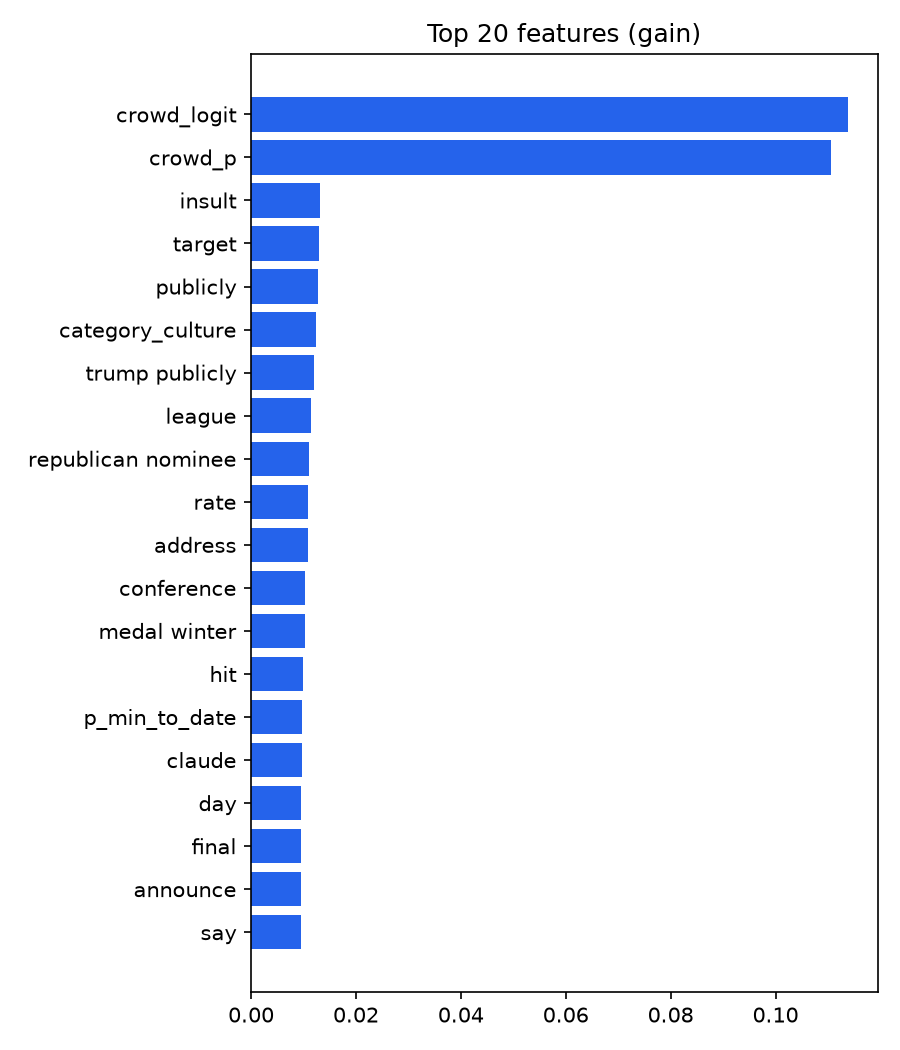 Top 20 features (gain)
crowd_logit
crowd_p
insult
target
publicly
category_culture
trump publicly
league
republican nominee
rate
address
conference
medal winter
hit
p_min_to_date
claude
day
final
announce
say
0.00 0.02 0.04 0.06 0.08 0.10